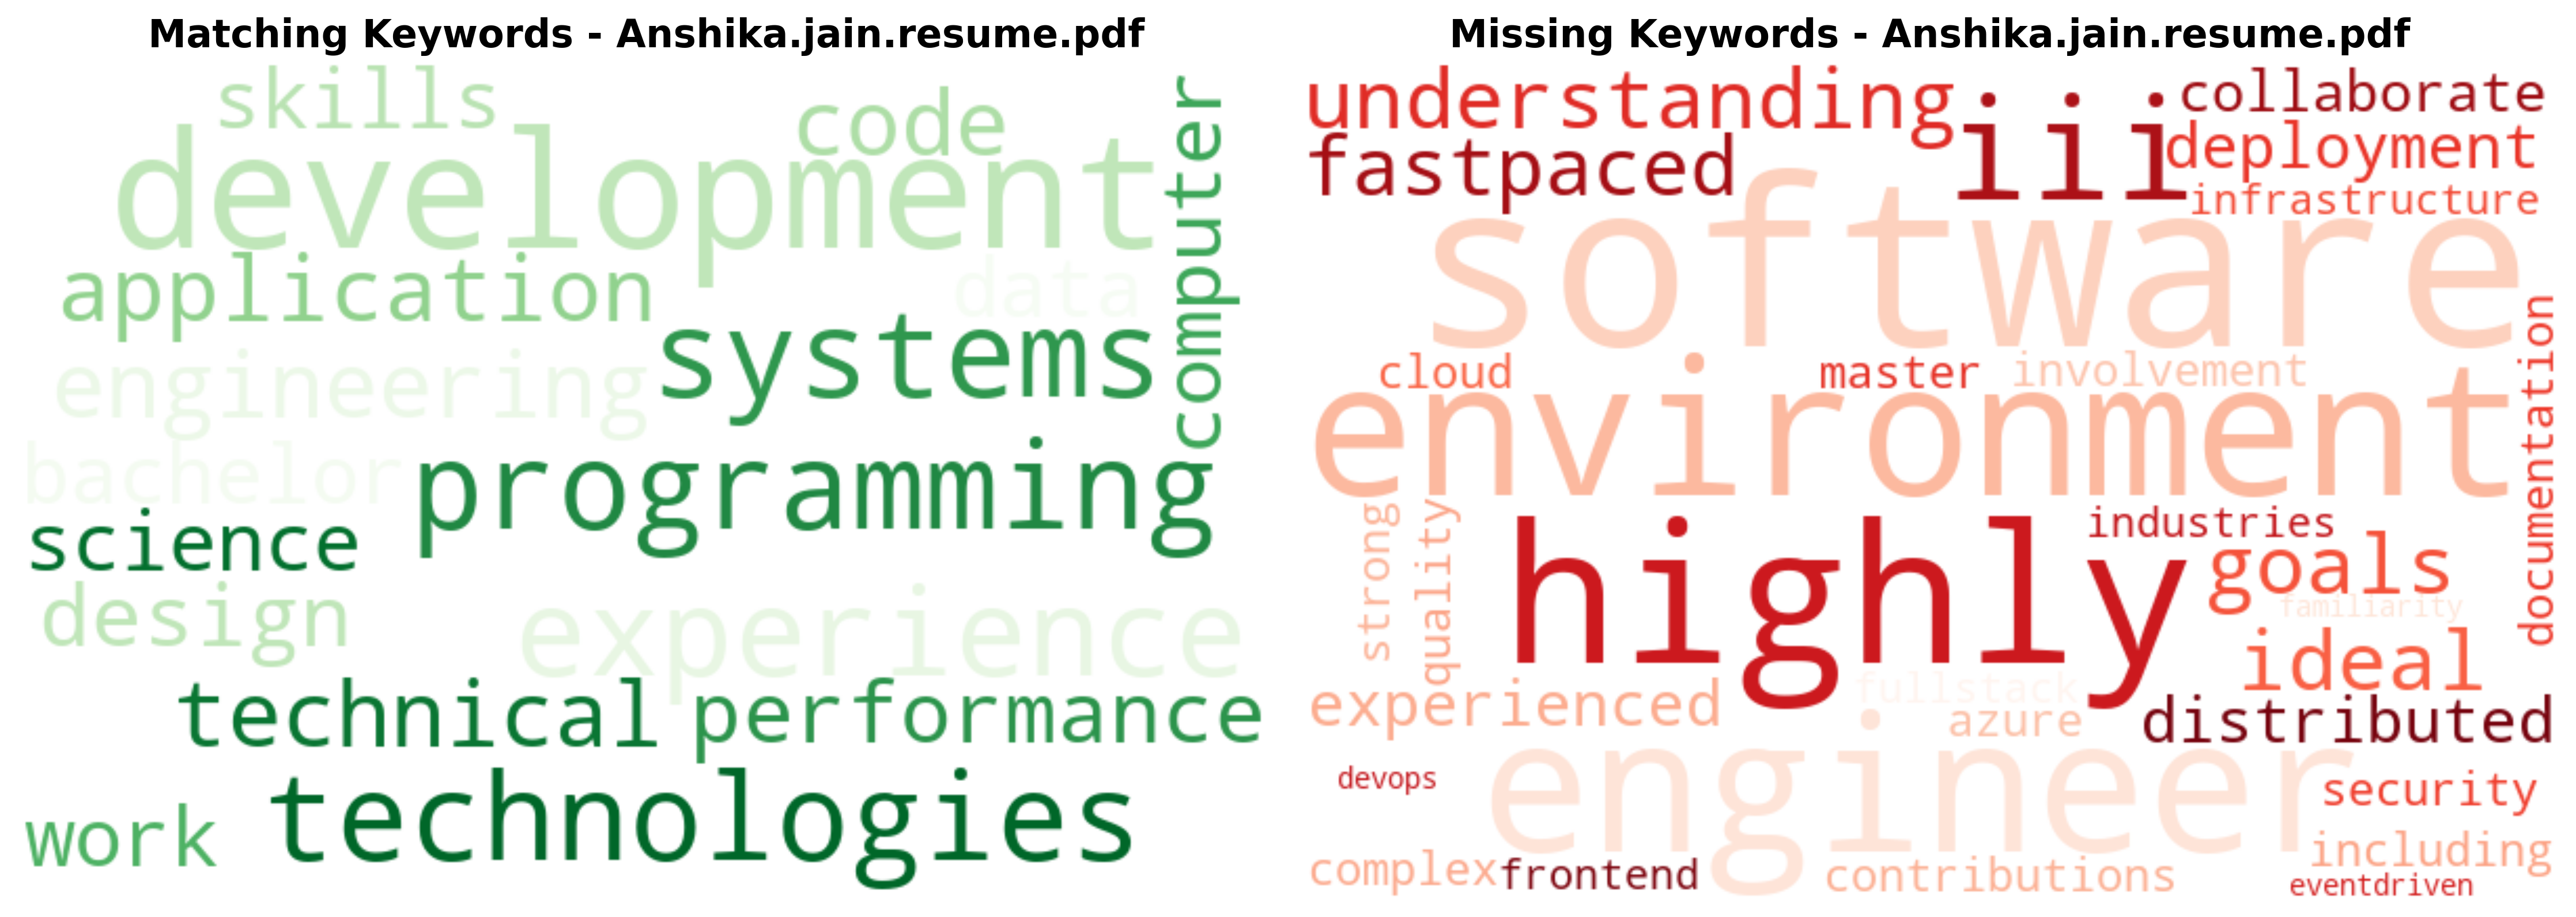 Matching Keywords - Anshika.jain.resume.pdf
skills
code
computer
development
application
data
systems
engineering
bachelor
programming
science
design
experience
technical
performance
work
technologies
Missing Keywords - Anshika.jain.resume.pdf
understanding
iii
collaborate
fastpaced
deployment
infrastructure
software
cloud
master
involvement
documentation
environment
strong
quality
highly
industries
goals
familiarity
ideal
experienced
fullstack
azure
distributed
engineer
devops
security
complex
frontend
contributions
including
eventdriven